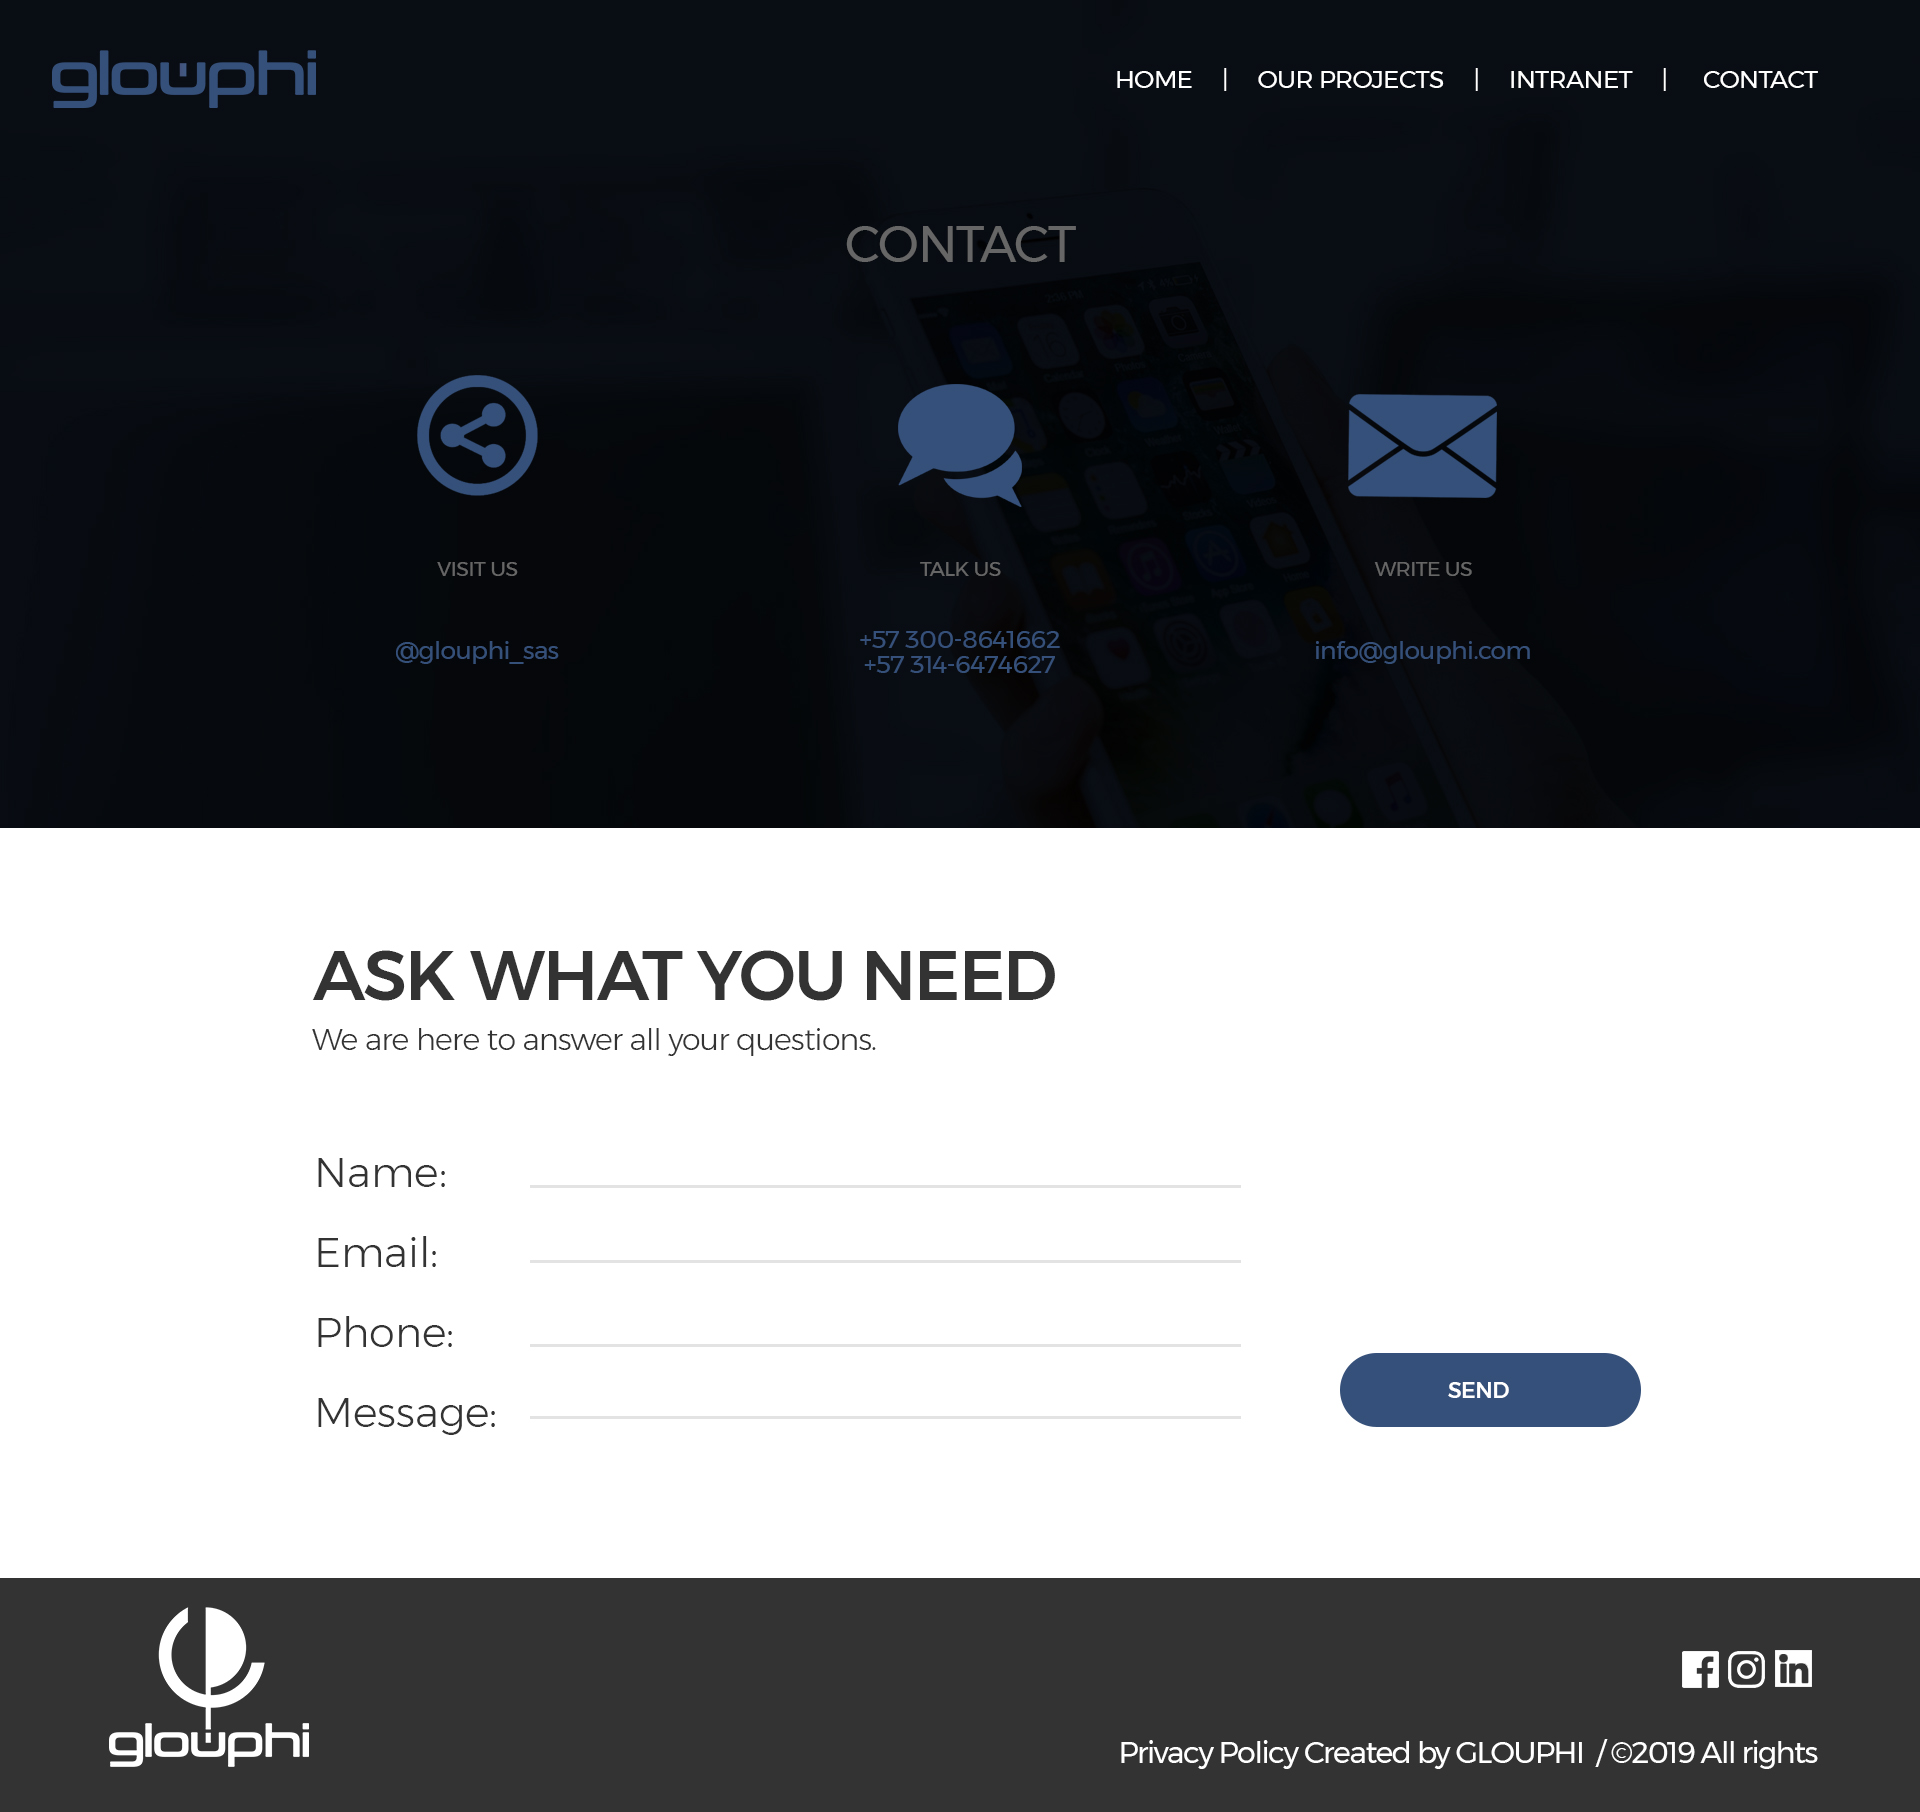 glouphi
HOME | OUR PROJECTS | INTRANET | CONTACT
CONTACT
VISIT US
TALK US
WRITE US
@glouphi_sas
+57 300-8641662
+57 314-6474627
info@glouphi.com
ASK WHAT YOU NEED
We are here to answer all your questions.
Name:
Email:
Phone:
Message:
SEND
glouphi
Privacy Policy Created by GLOUPHI / ©2019 All rights